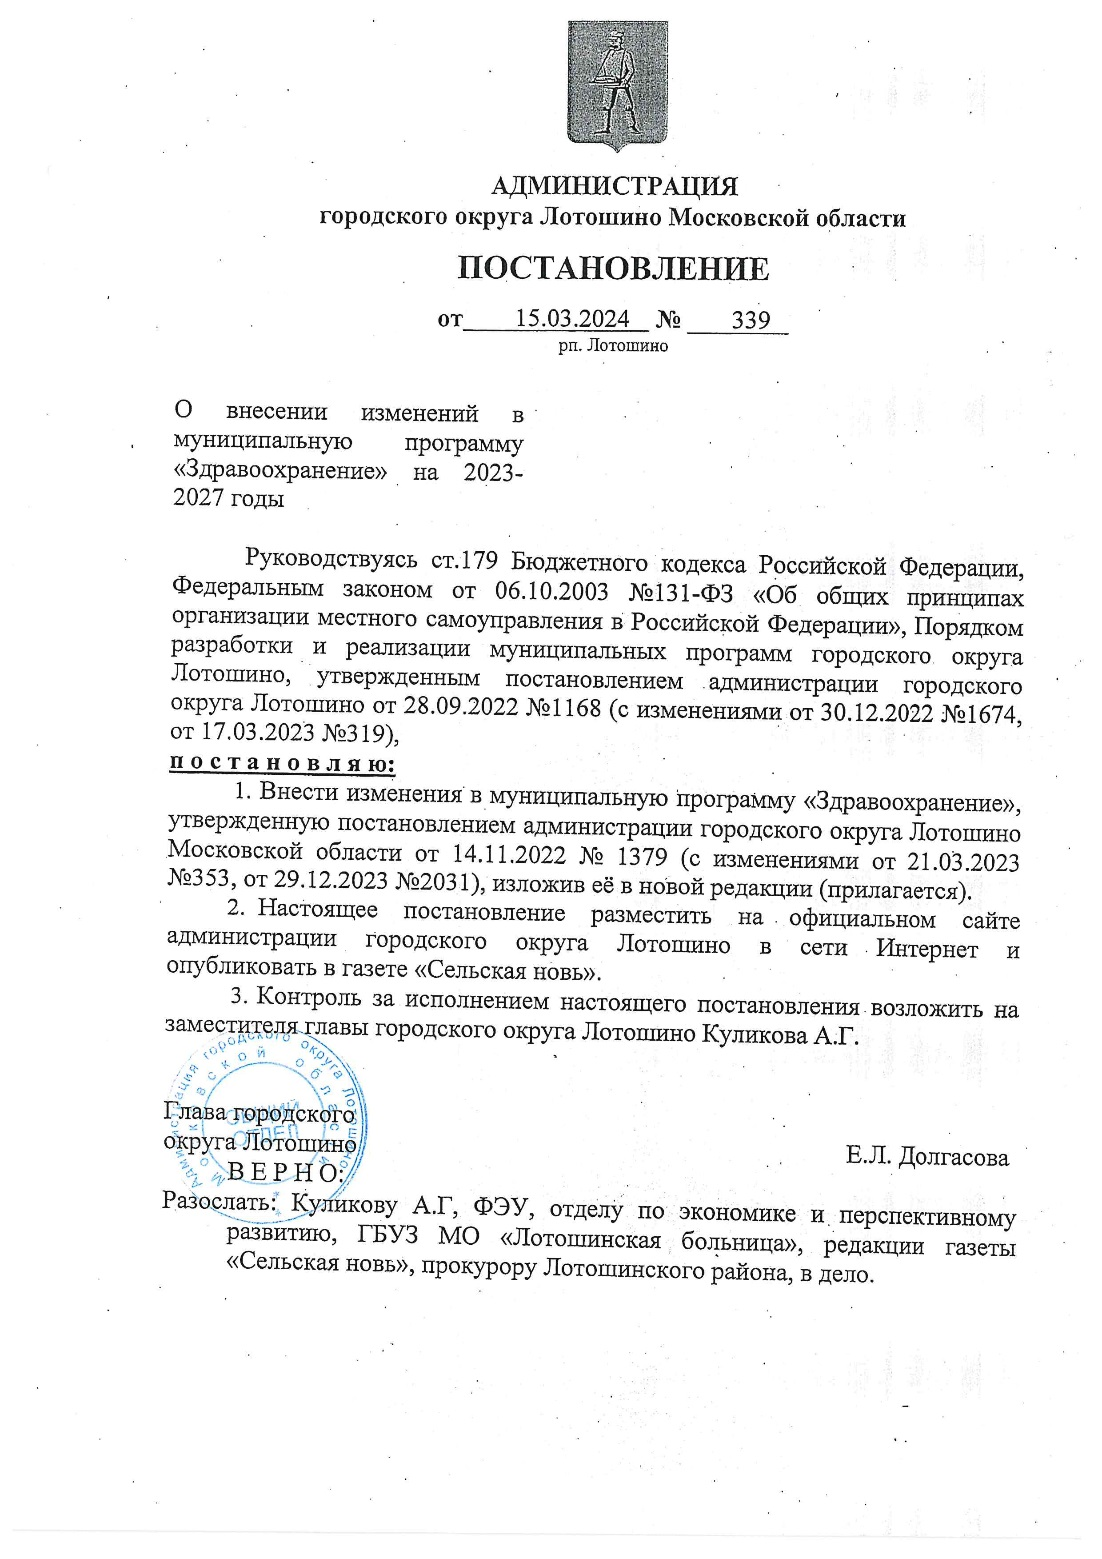 АДМИНИСТРАЦИЯ
городского округа Лотошино Московской области
ПОСТАНОВЛЕНИЕ
от 15.03.2024 № 339
рп. Лотошино
О внесении изменений в
муниципальную программу
«Здравоохранение» на 2023-
2027 годы
Руководствуясь ст.179 Бюджетного кодекса Российской Федерации,
Федеральным законом от 06.10.2003 №131-ФЗ «Об общих принципах
организации местного самоуправления в Российской Федерации», Порядком
разработки и реализации муниципальных программ городского округа
Лотошино, утвержденным постановлением администрации городского
округа Лотошино от 28.09.2022 №1168 (с изменениями от 30.12.2022 №1674,
от 17.03.2023 №319),
п о с т а н о в л я ю:
1. Внести изменения в муниципальную программу «Здравоохранение»,
утвержденную постановлением администрации городского округа Лотошино
Московской области от 14.11.2022 № 1379 (с изменениями от 21.03.2023
№353, от 29.12.2023 №2031), изложив её в новой редакции (прилагается).
2. Настоящее постановление разместить на официальном сайте
администрации городского округа Лотошино в сети Интернет и
опубликовать в газете «Сельская новь».
3. Контроль за исполнением настоящего постановления возложить на
заместителя главы городского округа Лотошино Куликова А.Г.
Администрация городского округа Лотошино
Московской области
ОБЩИЙ
ОТДЕЛ
Глава городского
округа Лотошино
Е.Л. Долгасова
В Е Р Н О:
Разослать: Куликову А.Г, ФЭУ, отделу по экономике и перспективному
развитию, ГБУЗ МО «Лотошинская больница», редакции газеты
«Сельская новь», прокурору Лотошинского района, в дело.